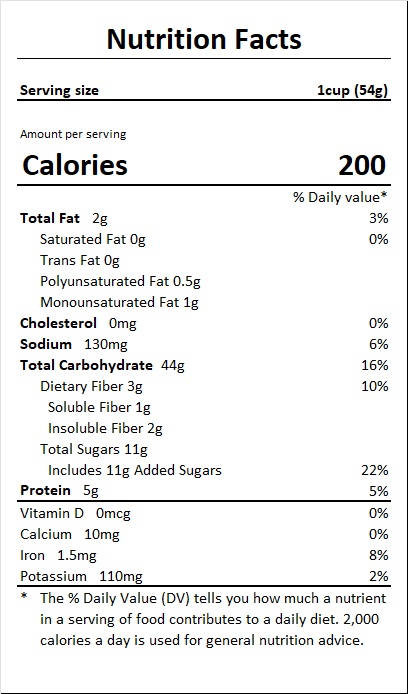 Nutrition Facts
Serving size 1cup (54g)
Amount per serving
Calories 200
% Daily value*
Total Fat 2g 3%
Saturated Fat 0g 0%
Trans Fat 0g
Polyunsaturated Fat 0.5g
Monounsaturated Fat 1g
Cholesterol 0mg 0%
Sodium 130mg 6%
Total Carbohydrate 44g 16%
Dietary Fiber 3g 10%
Soluble Fiber 1g
Insoluble Fiber 2g
Total Sugars 11g
Includes 11g Added Sugars 22%
Protein 5g 5%
Vitamin D 0mcg 0%
Calcium 10mg 0%
Iron 1.5mg 8%
Potassium 110mg 2%
* The % Daily Value (DV) tells you how much a nutrient
in a serving of food contributes to a daily diet. 2,000
calories a day is used for general nutrition advice.